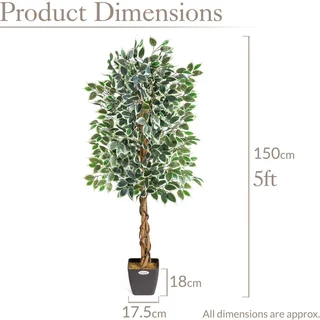 Product Dimensions
150cm
5ft
18cm
17.5cm
All dimensions are approx.